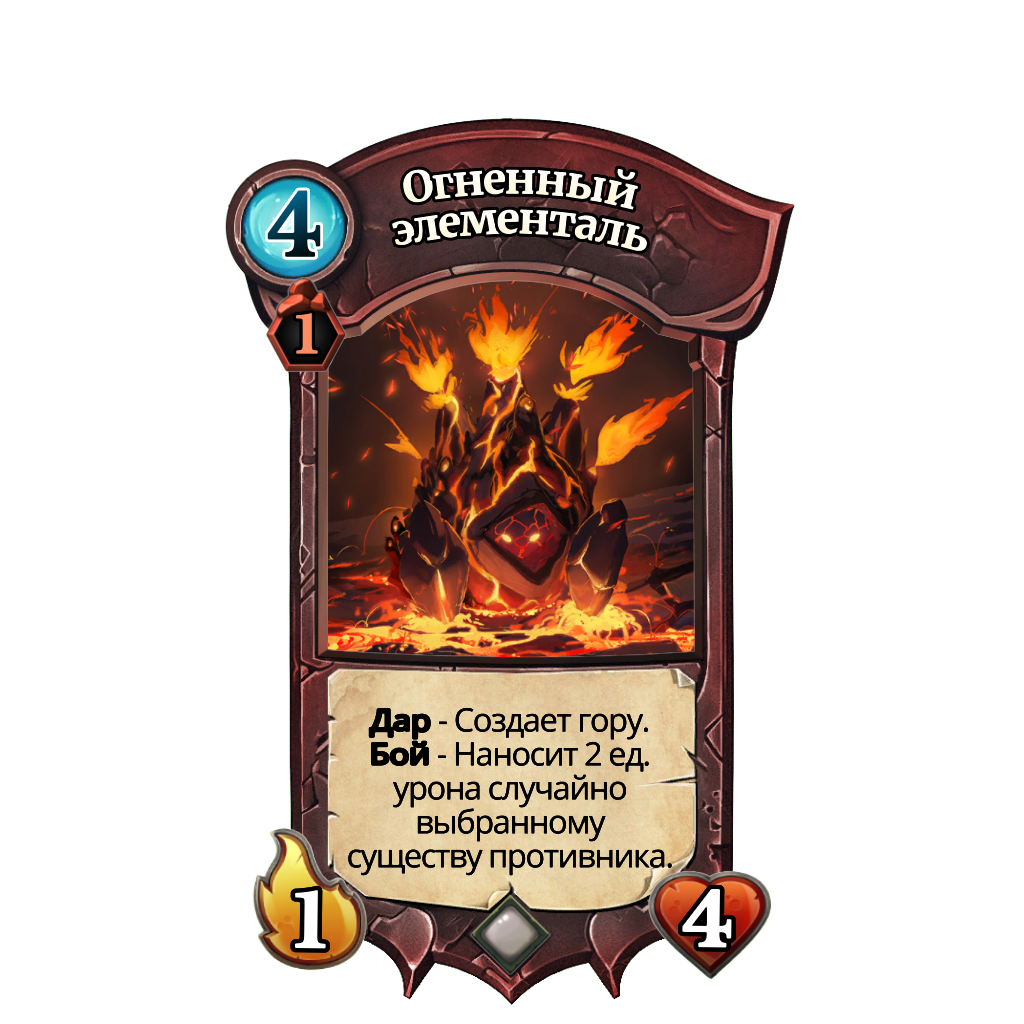 4
Огненный
элементаль
1
Дар - Создает гору.
Бой - Наносит 2 ед.
урона случайно
выбранному
существу противника.
1
4